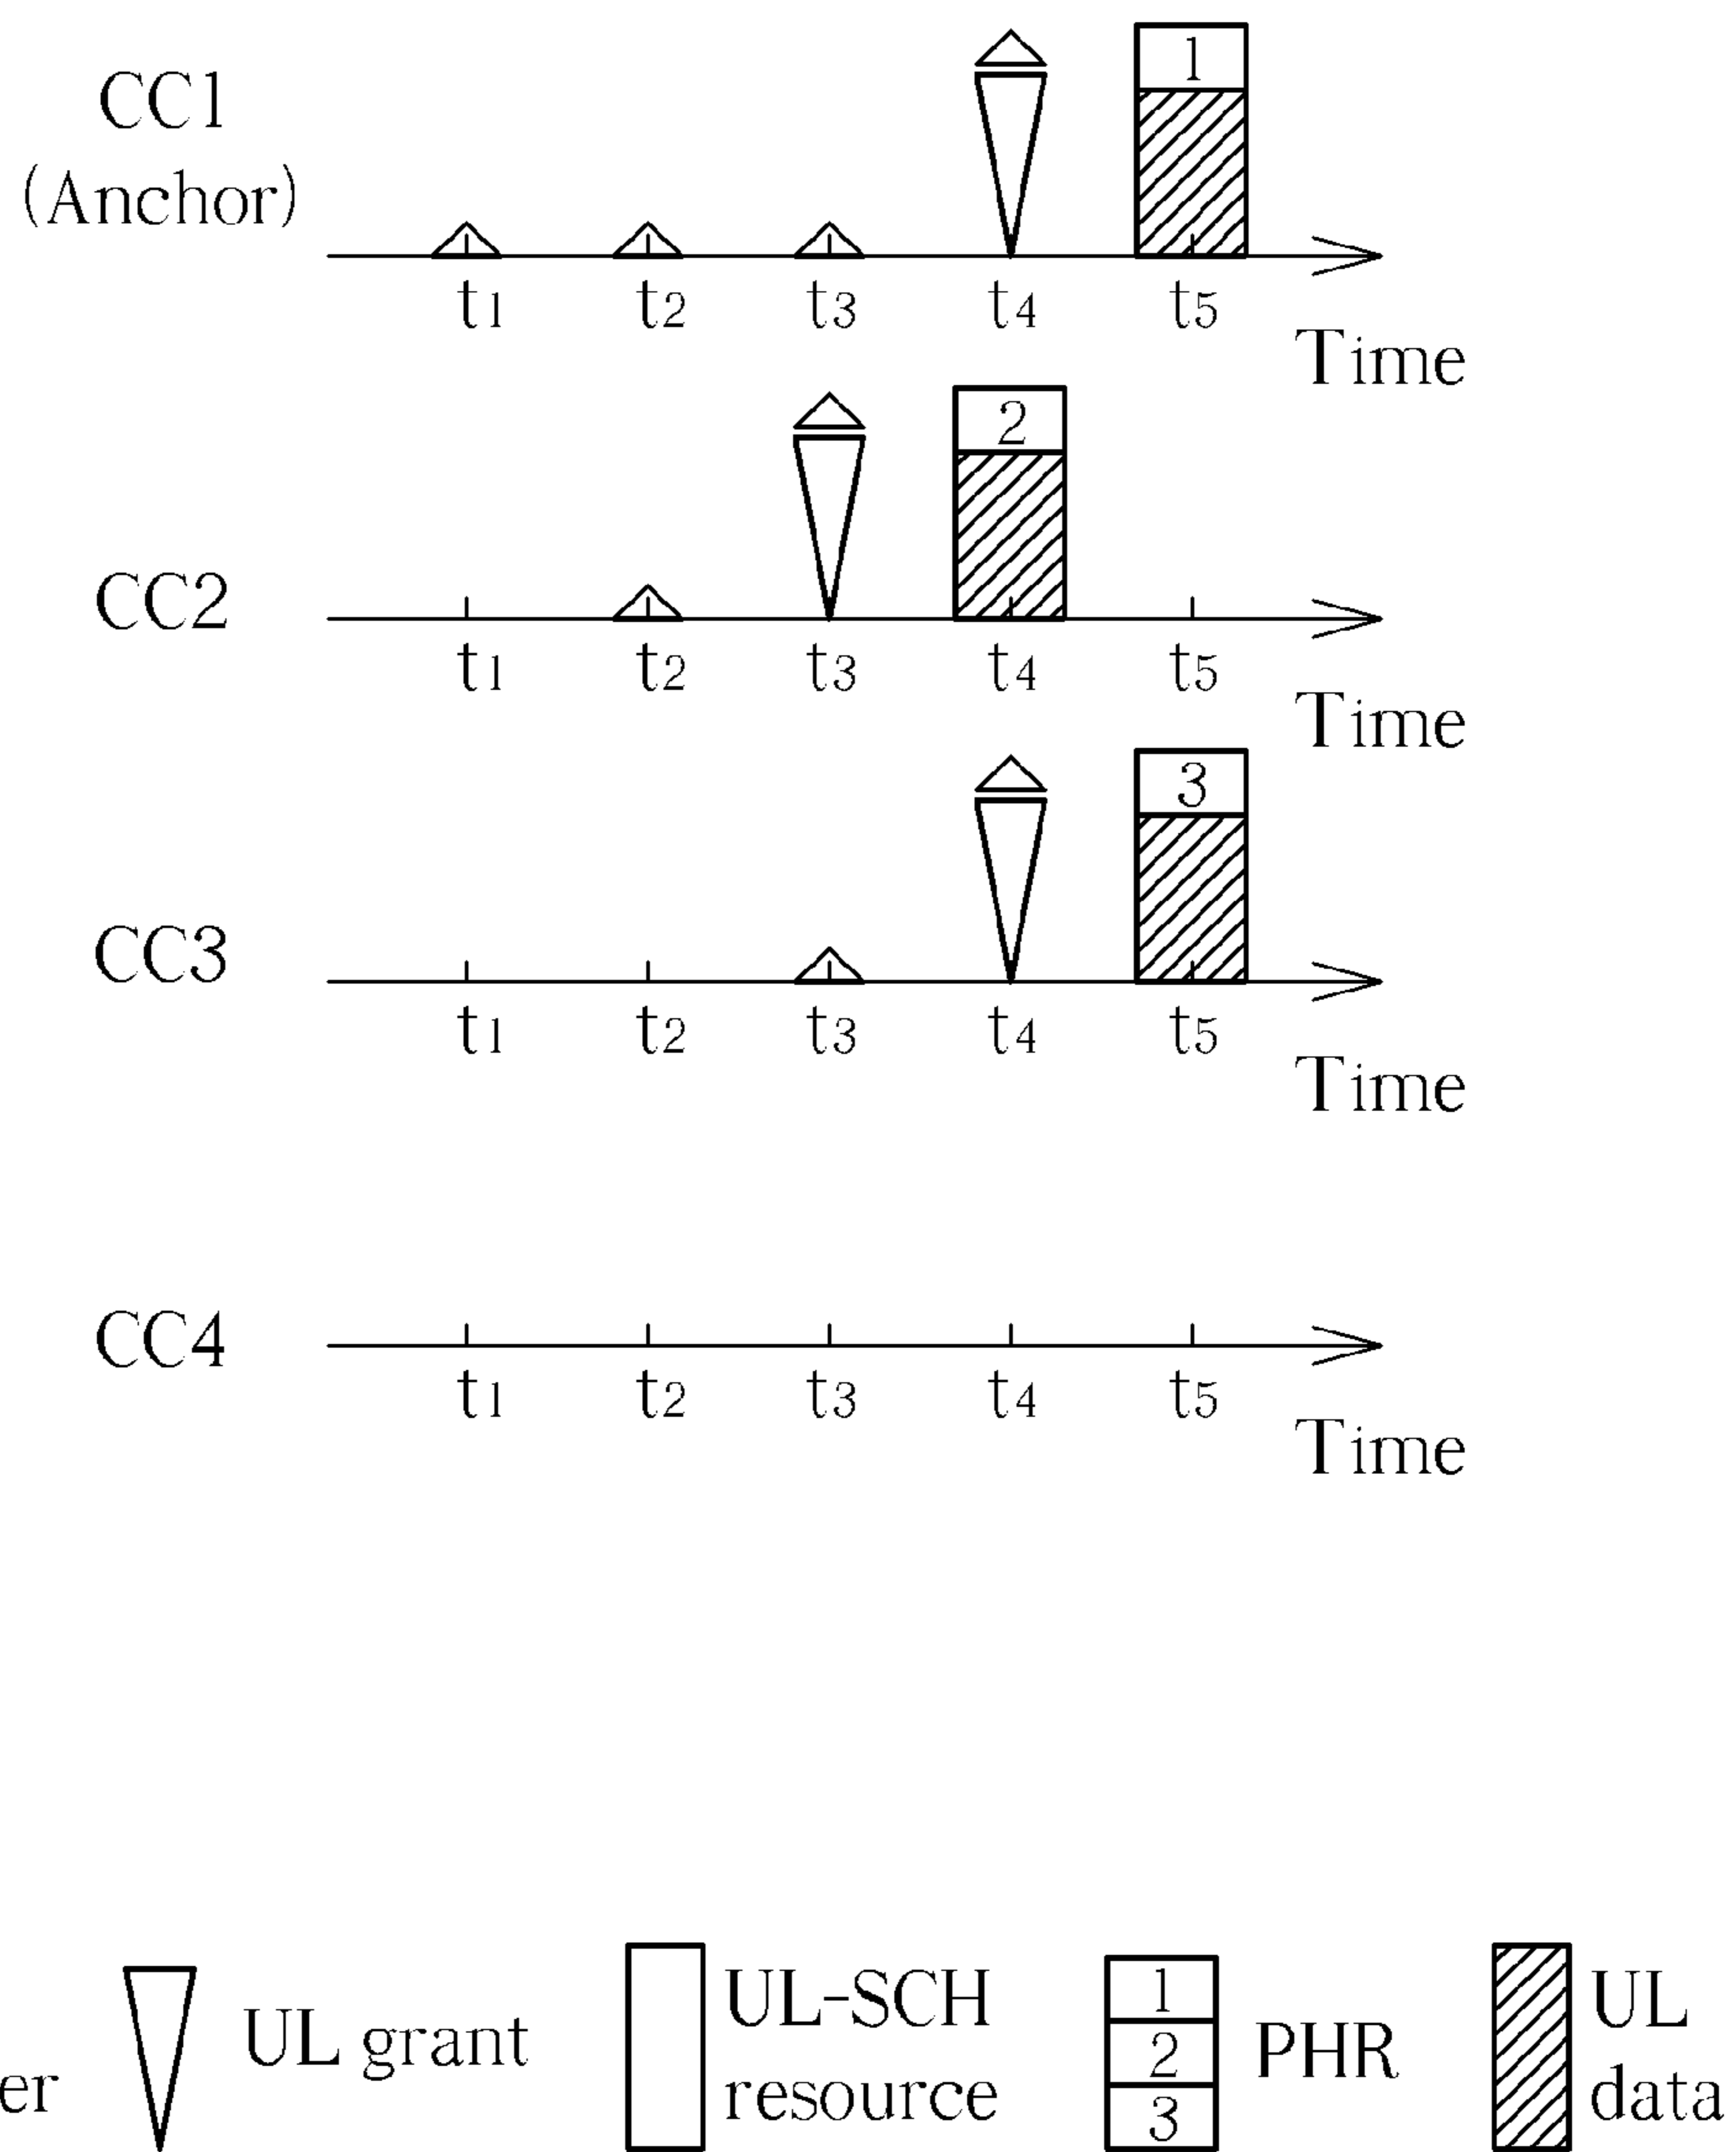 1
CC1
(Anchor)
t1 t2 t3 t4 t5
Time
2
CC2
t1 t2 t3 t4 t5
Time
3
CC3
t1 t2 t3 t4 t5
Time
CC4
t1 t2 t3 t4 t5
Time
er
UL grant
UL-SCH
resource
1
2
3
PHR
UL
data